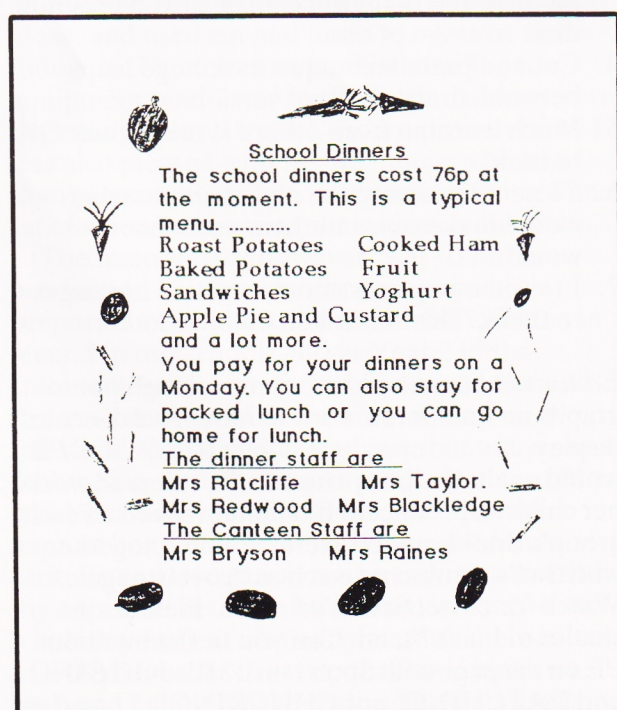 School Dinners
The school dinners cost 76p at
the moment. This is a typical
menu. ............
Roast Potatoes Cooked Ham
Baked Potatoes Fruit
Sandwiches Yoghurt
Apple Pie and Custard
and a lot more.
You pay for your dinners on a
Monday. You can also stay for
packed lunch or you can go
home for lunch.
The dinner staff are
Mrs Ratcliffe Mrs Taylor.
Mrs Redwood Mrs Blackledge
The Canteen Staff are
Mrs Bryson Mrs Raines